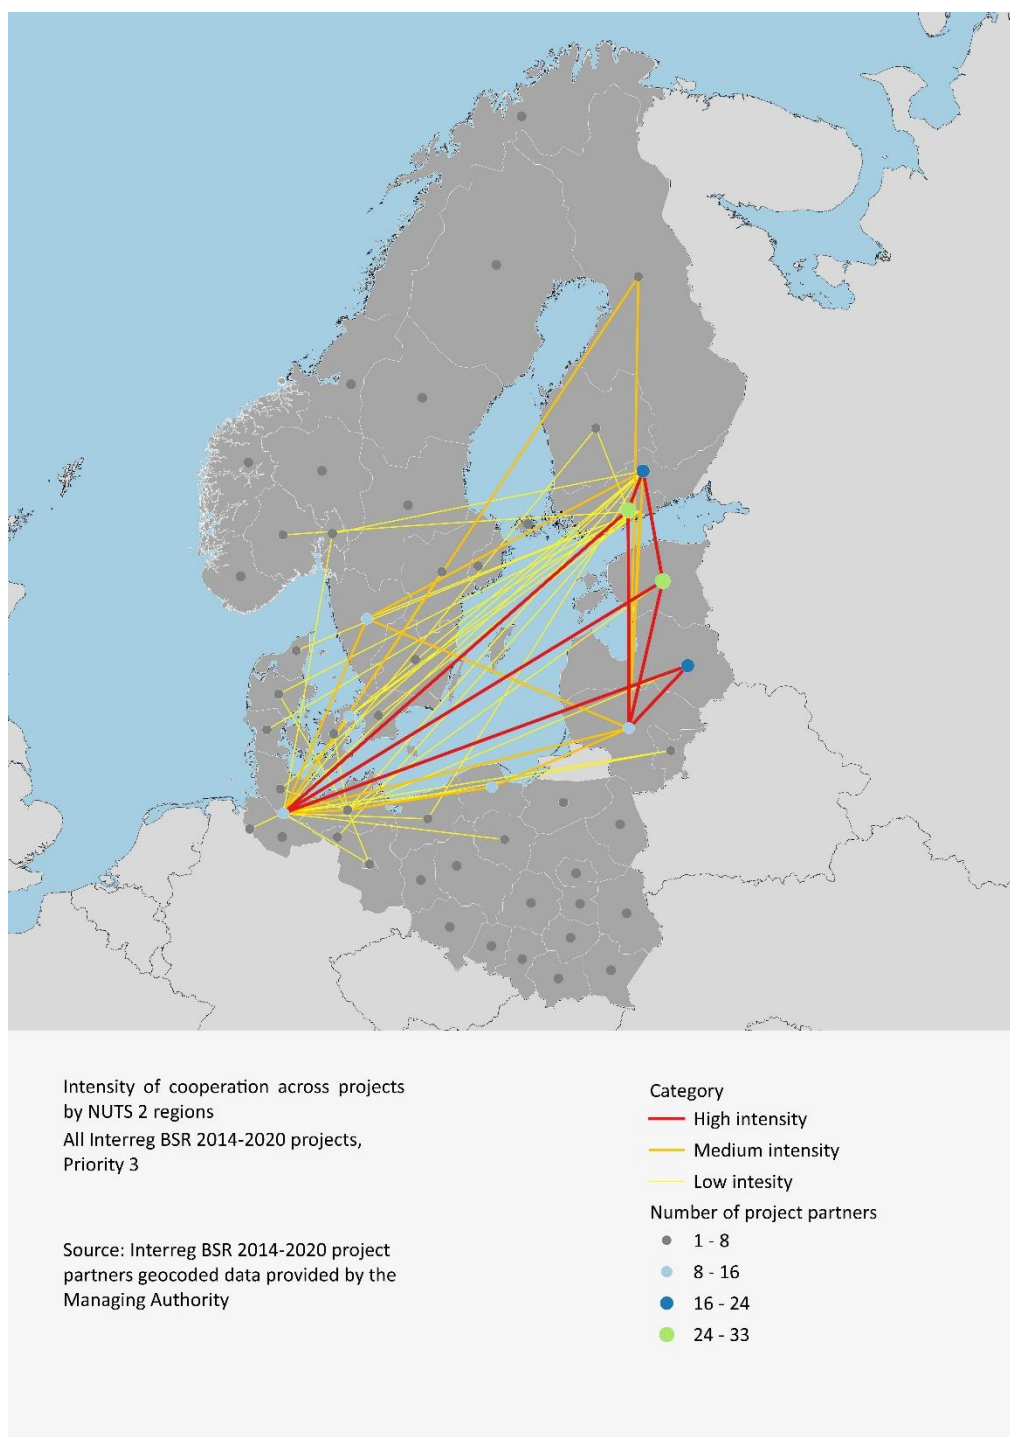 Intensity of cooperation across projects
by NUTS 2 regions
All Interreg BSR 2014-2020 projects,
Priority 3
Source: Interreg BSR 2014-2020 project
partners geocoded data provided by the
Managing Authority
Category
High intensity
Medium intensity
Low intesity
Number of project partners
1 - 8
8 - 16
16 - 24
24 - 33